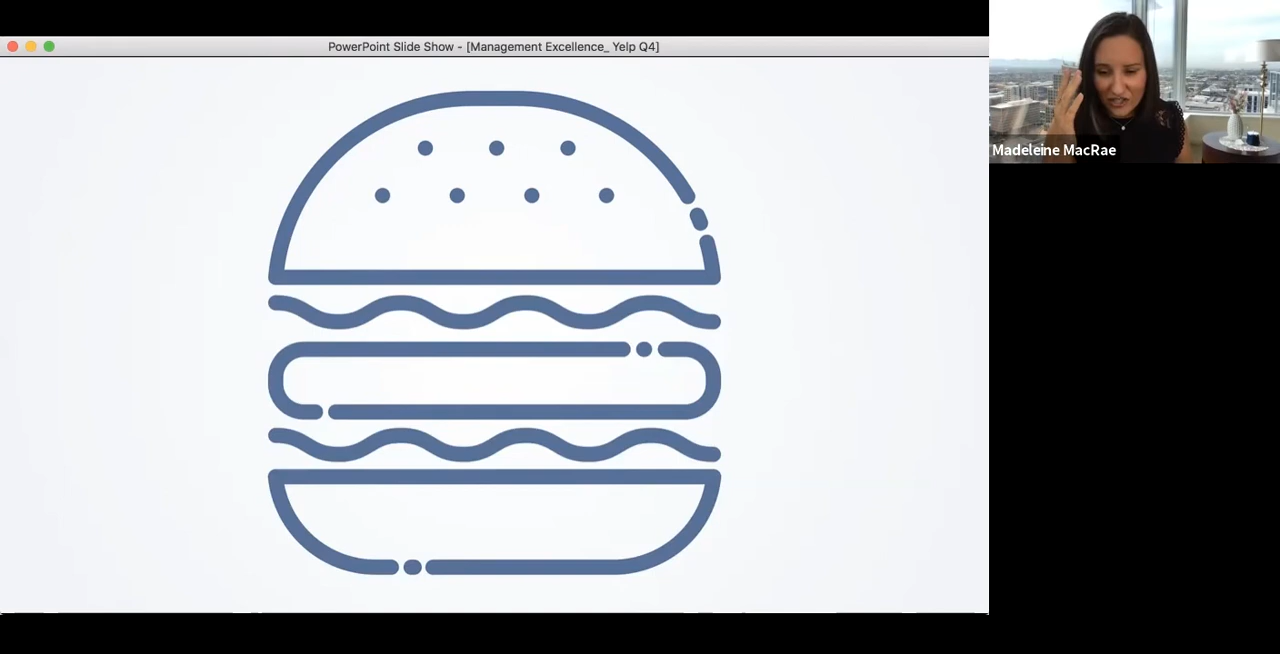 PowerPoint Slide Show - [Management Excellence_ Yelp Q4]
Madeleine MacRae